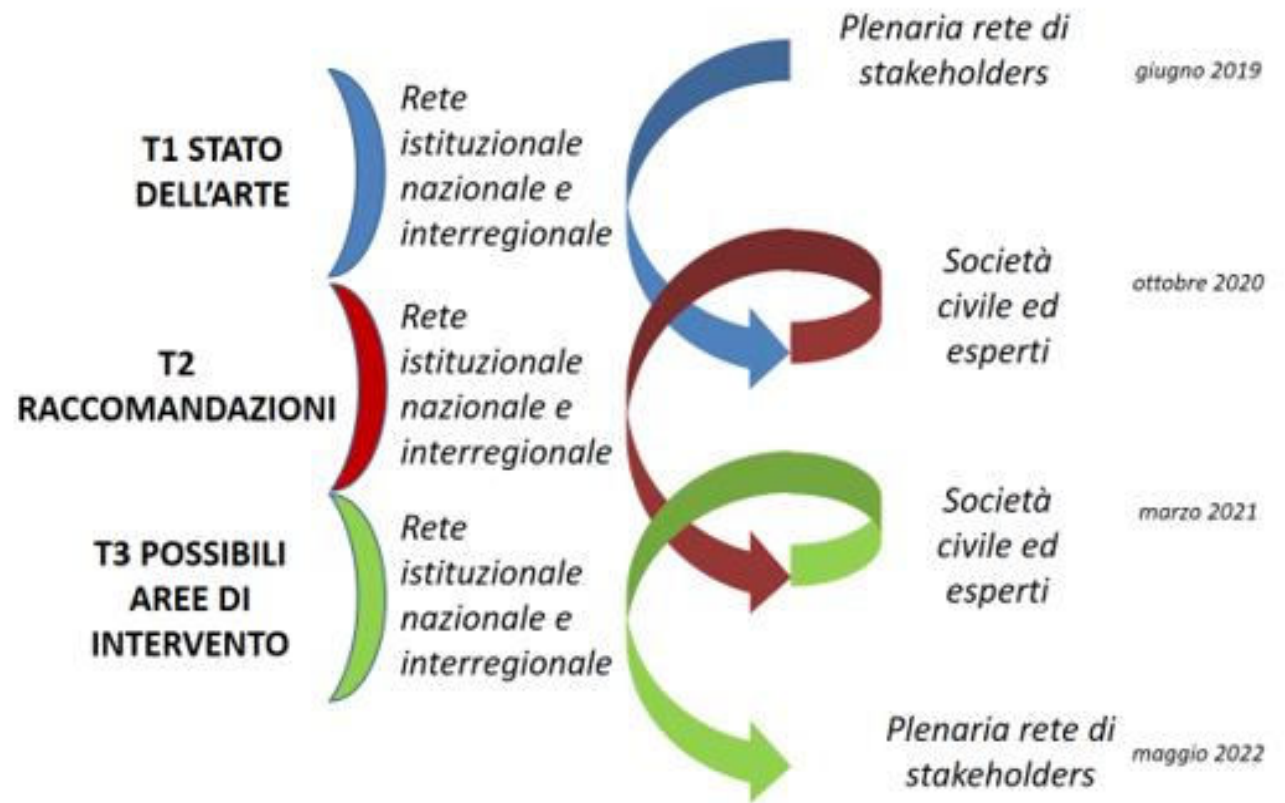 T1 STATO
DELL'ARTE
Rete
istituzionale
nazionale e
interregionale
Plenaria rete di
stakeholders
giugno 2019
T2
RACCOMANDAZIONI
Rete
istituzionale
nazionale e
interregionale
Società
civile ed
esperti
ottobre 2020
T3 POSSIBILI
AREE DI
INTERVENTO
Rete
istituzionale
nazionale e
interregionale
Società
civile ed
esperti
marzo 2021
Plenaria rete di
stakeholders
maggio 2022